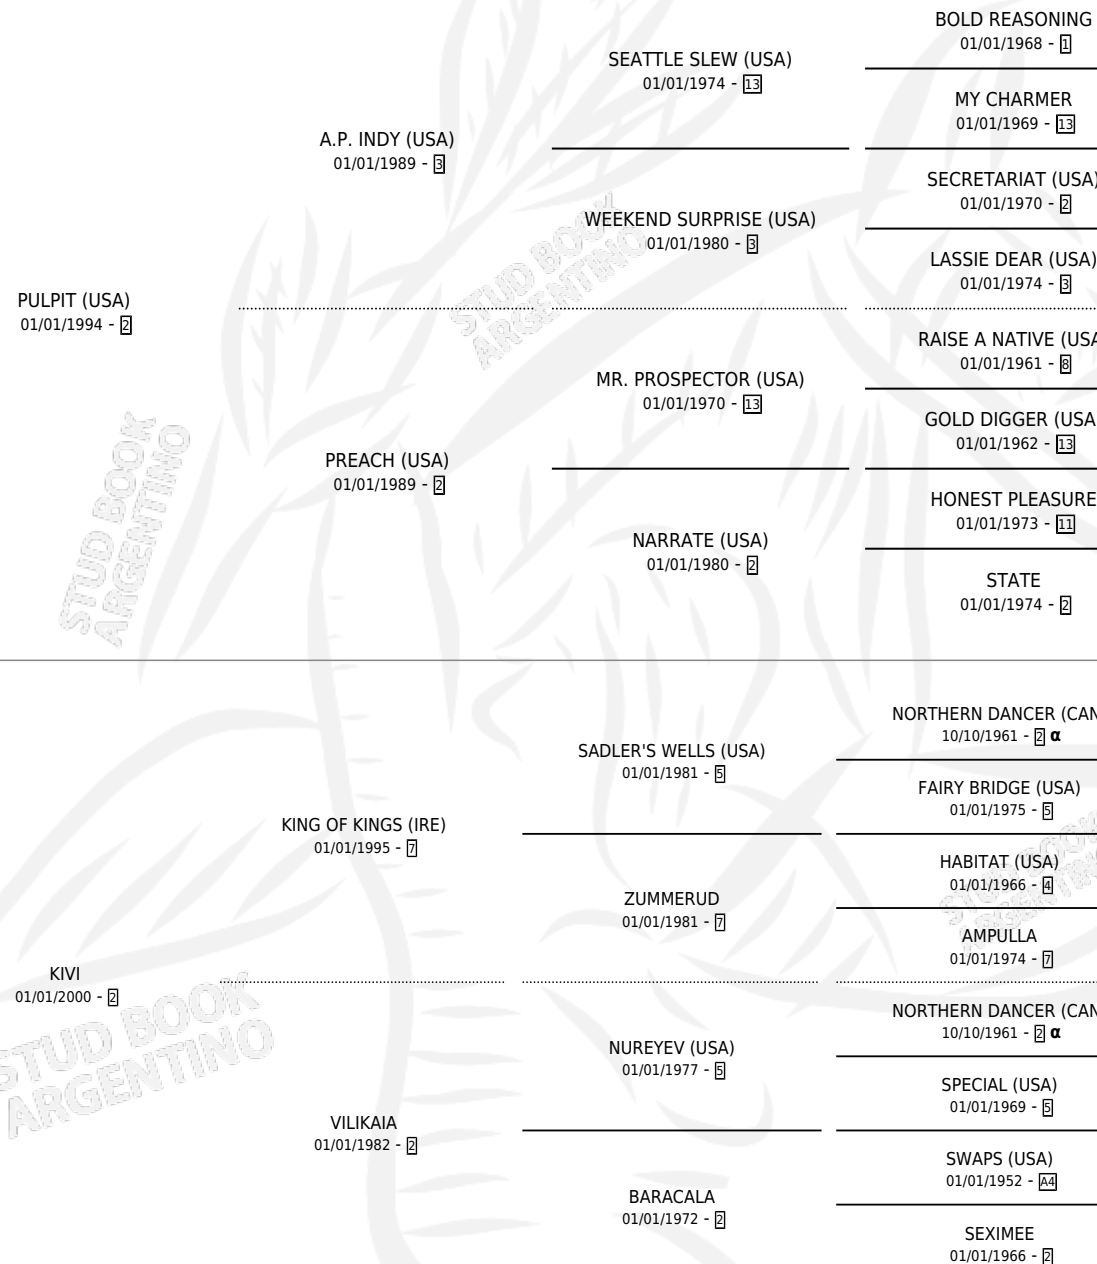 BOLD REASONING
01/01/1968 - 1
SEATTLE SLEW (USA)
01/01/1974 - 13
MY CHARMER
01/01/1969 - 13
A.P. INDY (USA)
01/01/1989 - 3
SECRETARIAT (USA)
01/01/1970 - 2
WEEKEND SURPRISE (USA)
01/01/1980 - 3
LASSIE DEAR (USA)
01/01/1974 - 3
PULPIT (USA)
01/01/1994 - 2
RAISE A NATIVE (USA
01/01/1961 - 8
MR. PROSPECTOR (USA)
01/01/1970 - 13
GOLD DIGGER (USA
01/01/1962 - 13
PREACH (USA)
01/01/1989 - 2
HONEST PLEASURE
01/01/1973 - 11
NARRATE (USA)
01/01/1980 - 2
STATE
01/01/1974 - 2
NORTHERN DANCER (CAN
10/10/1961 - 2 α
SADLER'S WELLS (USA)
01/01/1981 - 5
FAIRY BRIDGE (USA)
01/01/1975 - 5
KING OF KINGS (IRE)
01/01/1995 - 7
HABITAT (USA)
01/01/1966 - 4
ZUMMERUD
01/01/1981 - 7
AMPULLA
01/01/1974 - 7
KIVI
01/01/2000 - 2
NORTHERN DANCER (CAN
10/10/1961 - 2 α
NUREYEV (USA)
01/01/1977 - 5
SPECIAL (USA)
01/01/1969 - 5
VILIKAIA
01/01/1982 - 2
SWAPS (USA)
01/01/1952 - A4
BARACALA
01/01/1972 - 2
SEXIMEE
01/01/1966 - 2
STUD BOOK
ARGENTINO
STUD BOOK
ARGENTINO
STUD BOOK
ARGENTINO
STUD BOOK
ARGENTINO